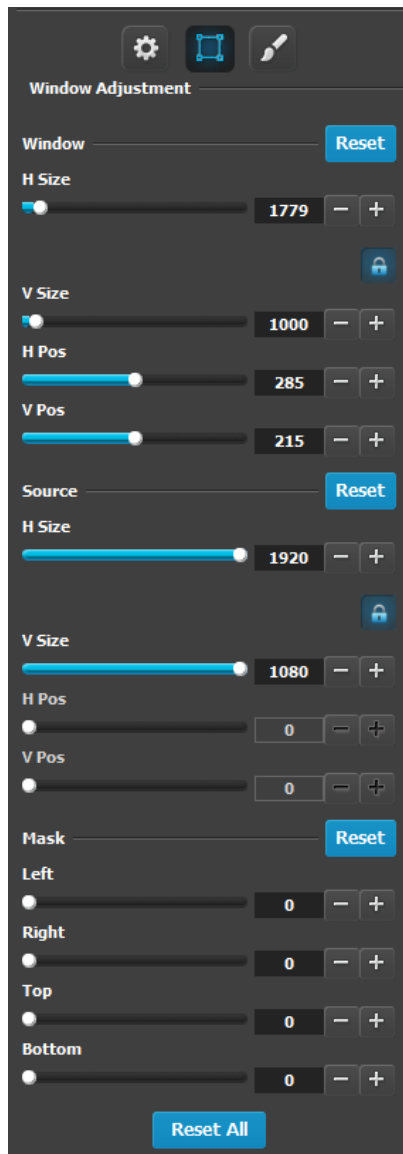 Window Adjustment
Window Reset
H Size
1779
V Size
1000
H Pos
285
V Pos
215
Source Reset
H Size
1920
V Size
1080
H Pos
0
V Pos
0
Mask Reset
Left
0
Right
0
Top
0
Bottom
0
Reset All